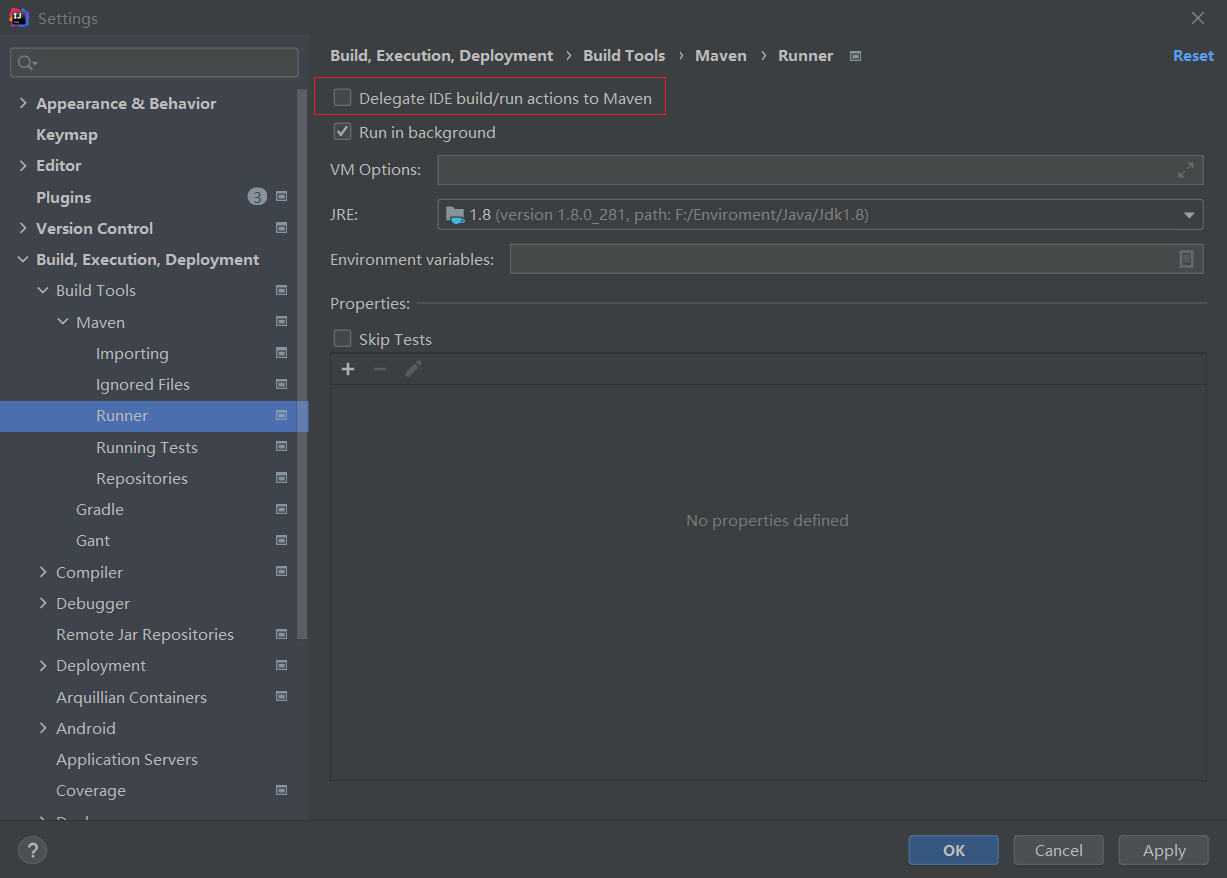 Settings
Build, Execution, Deployment › Build Tools › Maven › Runner
Reset
Appearance & Behavior
Keymap
Editor
Plugins 3
Version Control
Build, Execution, Deployment
Build Tools
Maven
Importing
Ignored Files
Runner
Running Tests
Repositories
Gradle
Gant
Compiler
Debugger
Remote Jar Repositories
Deployment
Arquillian Containers
Android
Application Servers
Coverage
Delegate IDE build/run actions to Maven
Run in background
VM Options:
JRE: 1.8 (version 1.8.0_281, path: F:/Enviroment/Java/Jdk1.8)
Environment variables:
Properties:
Skip Tests
No properties defined
?
OK Cancel Apply